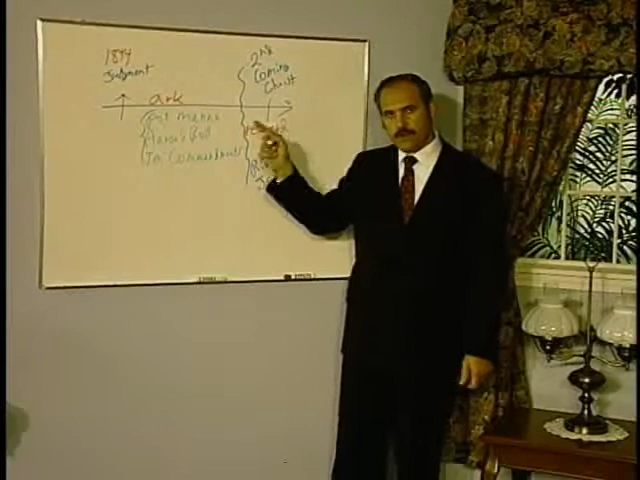 1844
Judgment
2nd
Coming
Christ
ark
Pot Manna
Aaron's Rod
Ten Commandments